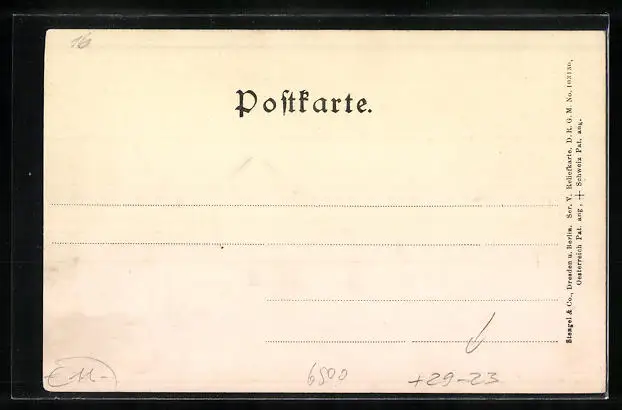 16
Postkarte.
Stengel & Co., Dresden u. Berlin. Ser. V. Reliefkarte. D. R. G. M. No. 103130,
Oesterreich Pat. ang., + Schweiz Pat. ang.
€ 11.-
6500
+29-23